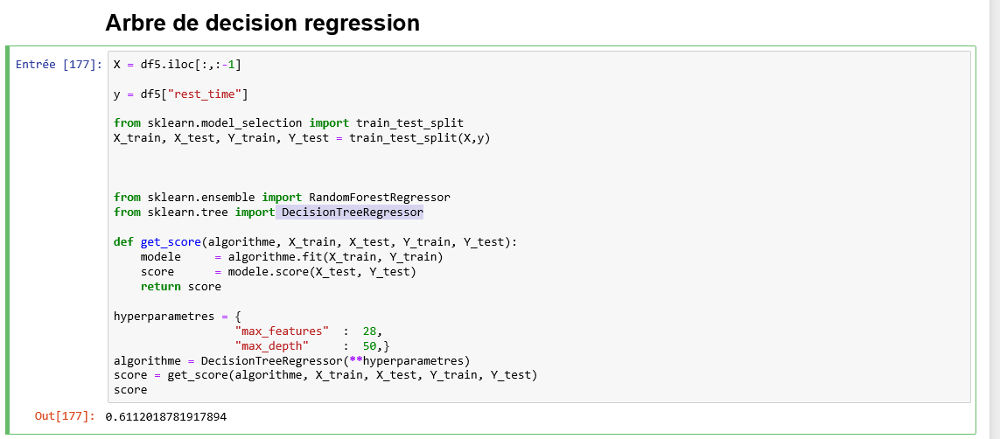 Arbre de decision regression
Entrée [177]: X = df5.iloc[:,:-1]
y = df5["rest_time"]
from sklearn.model_selection import train_test_split
X_train, X_test, Y_train, Y_test = train_test_split(X,y)
from sklearn.ensemble import RandomForestRegressor
from sklearn.tree import DecisionTreeRegressor
def get_score(algorithme, X_train, X_test, Y_train, Y_test):
    modele     = algorithme.fit(X_train, Y_train)
    score      = modele.score(X_test, Y_test)
    return score
hyperparametres = {
                  "max_features"  :  28,
                  "max_depth"     :  50,}
algorithme = DecisionTreeRegressor(**hyperparametres)
score = get_score(algorithme, X_train, X_test, Y_train, Y_test)
score
Out[177]: 0.6112018781917894